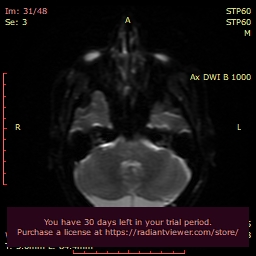 Im: 31/48
Se: 3
STP60
STP60
M
A
Ax DWI B 1000
R
L
You have 30 days left in your trial period.
Purchase a license at https://radiantviewer.com/store/